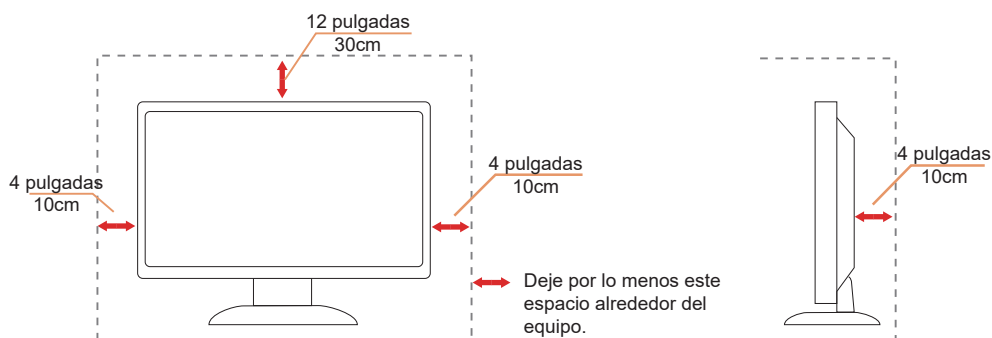 12 pulgadas
30cm
4 pulgadas
10cm
4 pulgadas
10cm
Deje por lo menos este
espacio alrededor del
equipo.
4 pulgadas
10cm